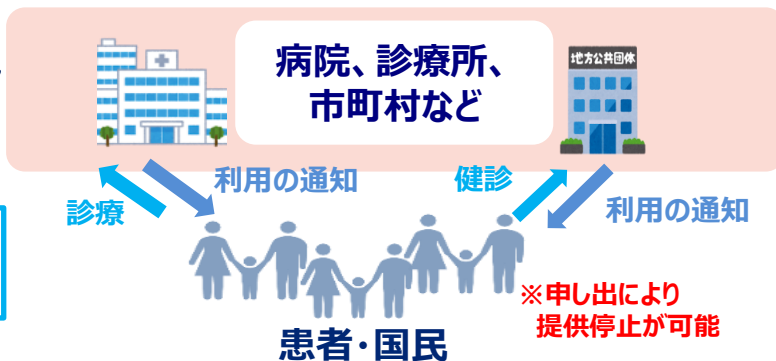 病院、診療所、
市町村など
地方公共団体
利用の通知
健診
診療
利用の通知
※申し出により
提供停止が可能
患者・国民